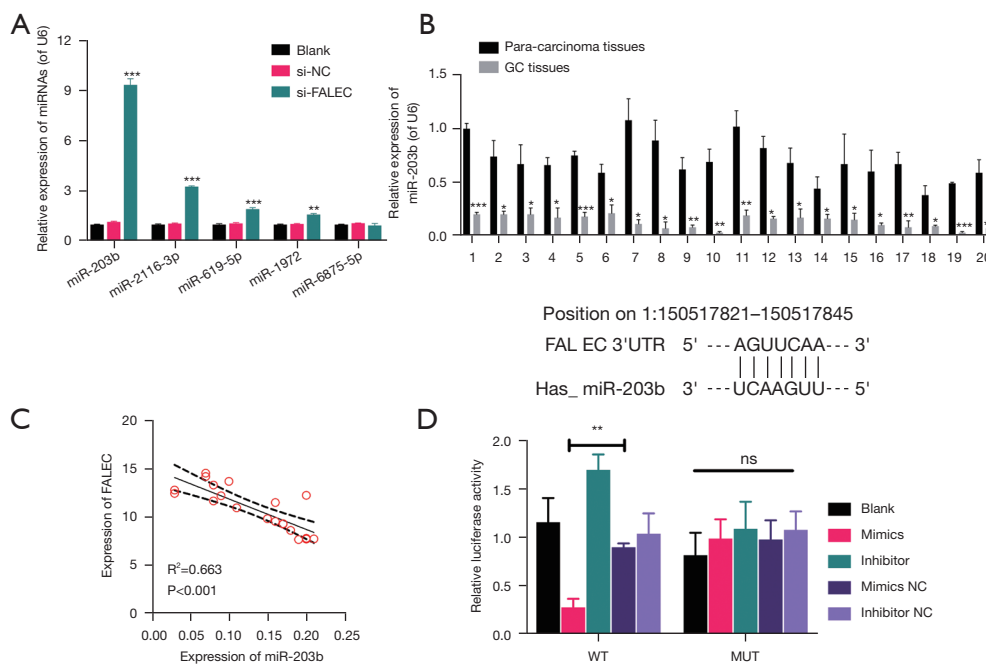 A
Relative expression of miRNAs (of U6)
12
9
6
3
0
Blank
si-NC
si-FALEC
***
***
***
**
miR-203b
miR-2116-3p
miR-619-5p
miR-1972
miR-6875-5p
B
Para-carcinoma tissues
GC tissues
Relative expression of
miR-203b (of U6)
1.5
1.0
0.5
0.0
*** * * * *** * * * ** ** ** * * * * * ** * *** *
1 2 3 4 5 6 7 8 9 10 11 12 13 14 15 16 17 18 19 20
Position on 1:150517821–150517845
FAL EC 3'UTR 5' ---AGUUCAA--- 3'
Has_ miR-203b 3' ---UCAAGUU--- 5'
C
Expression of FALEC
20
15
10
5
0
R²=0.663
P<0.001
0.00 0.05 0.10 0.15 0.20 0.25
Expression of miR-203b
D
Relative luciferase activity
2.0
1.5
1.0
0.5
0.0
**
ns
WT MUT
Blank
Mimics
Inhibitor
Mimics NC
Inhibitor NC